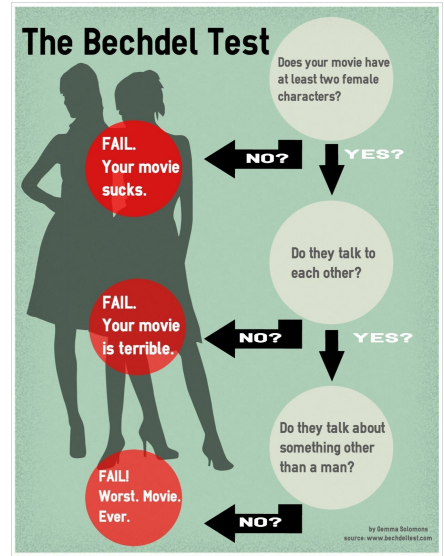 The Bechdel Test
Does your movie have
at least two female
characters?
NO?
YES?
FAIL.
Your movie
sucks.
Do they talk to
each other?
NO?
YES?
FAIL.
Your movie
is terrible.
Do they talk about
something other
than a man?
NO?
FAIL!
Worst. Movie.
Ever.
by Gemma Solomons
source: www.bechdeltest.com